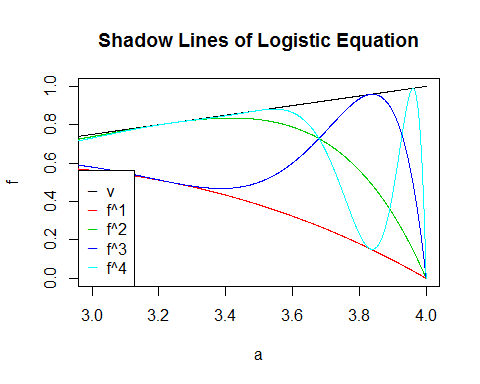 Shadow Lines of Logistic Equation
f
0.0 0.2 0.4 0.6 0.8 1.0
v
f^1
f^2
f^3
f^4
3.0 3.2 3.4 3.6 3.8 4.0
a